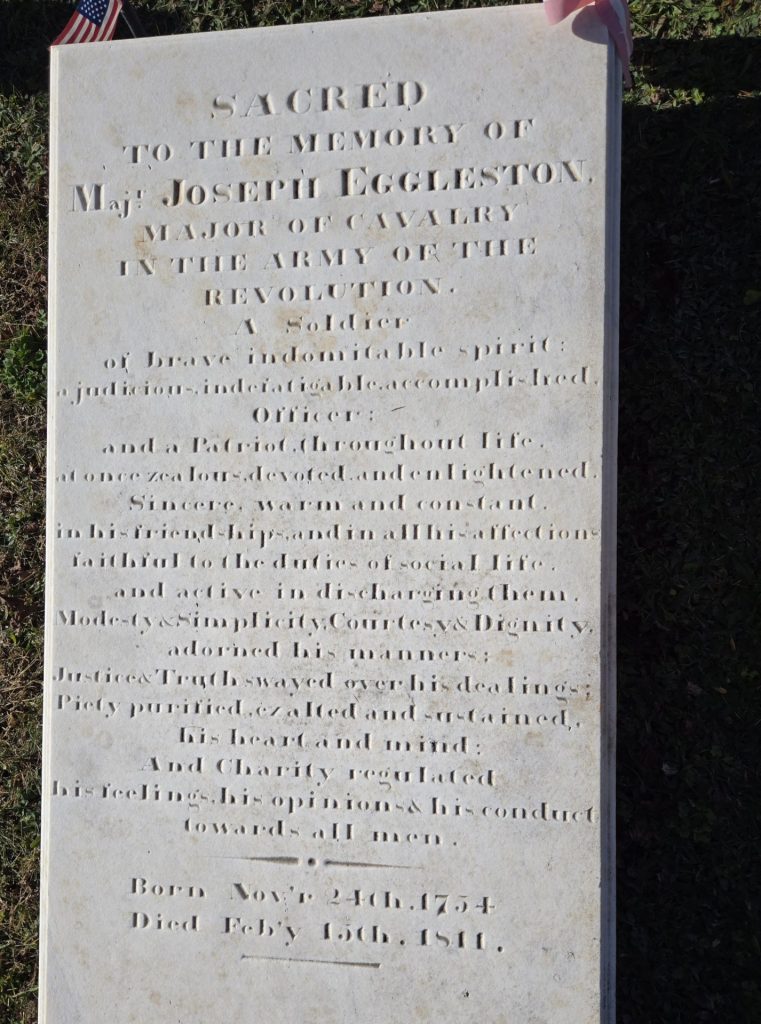 SACRED
TO THE MEMORY OF
Majr. JOSEPH EGGLESTON,
MAJOR OF CAVALRY
IN THE ARMY OF THE
REVOLUTION.
A Soldier
of brave indomitable spirit:
a judicious, indefatigable, accomplished,
Officer:
and a Patriot, throughout life,
at once zealous, devoted, and enlightened.
Sincere, warm and constant,
in his friendships, and in all his affections
faithful to the duties of social life,
and active in discharging them,
Modesty & Simplicity, Courtesy & Dignity,
adorned his manners;
Justice & Truth swayed over his dealings;
Piety purified, exalted and sustained,
his heart and mind;
And Charity regulated
his feelings, his opinions & his conduct
towards all men.
Born Nov'r 24th, 1754
Died Feb'y 15th, 1811.